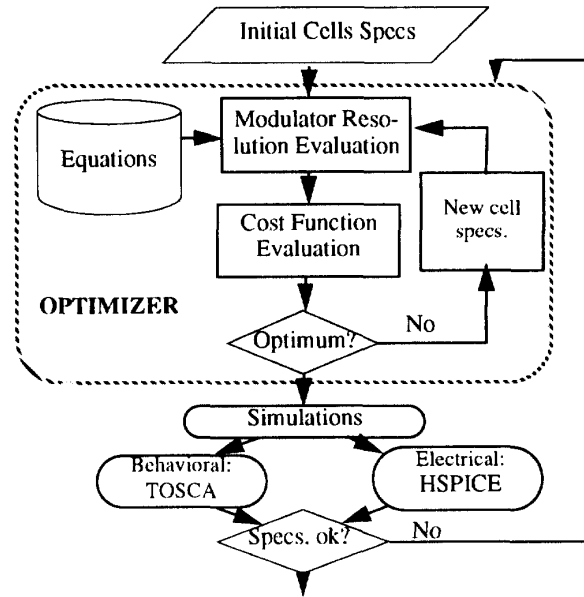 Initial Cells Specs
Modulator Reso-
lution Evaluation
Equations
New cell
specs.
Cost Function
Evaluation
OPTIMIZER
Optimum?
No
Simulations
Behavioral:
TOSCA
Electrical:
HSPICE
Specs. ok?
No